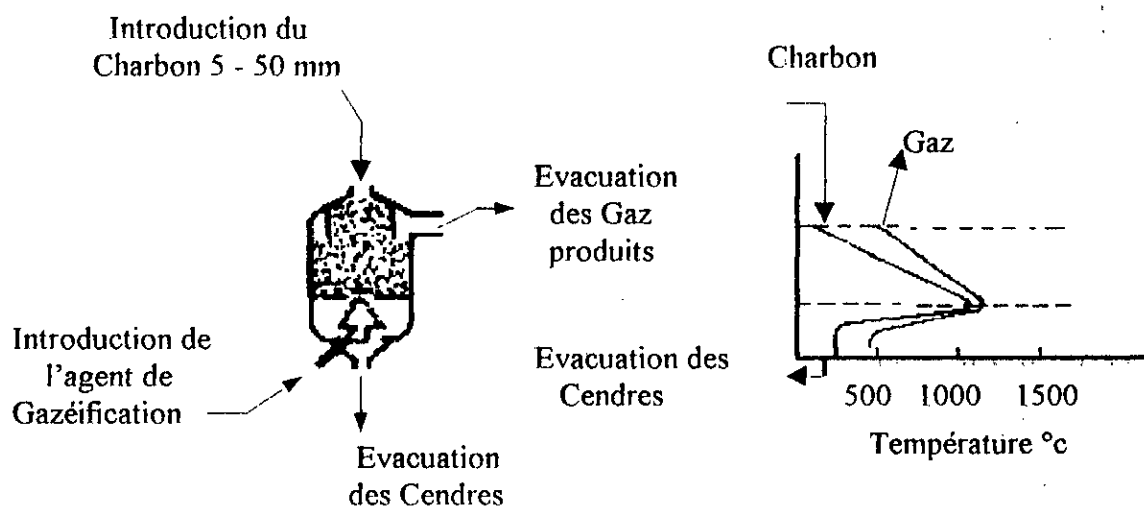 Introduction du
Charbon 5 - 50 mm
Evacuation
des Gaz
produits
Introduction de
l'agent de
Gazéification
Evacuation
des Cendres
Charbon
Gaz
Evacuation des
Cendres
500 1000 1500
Température °c